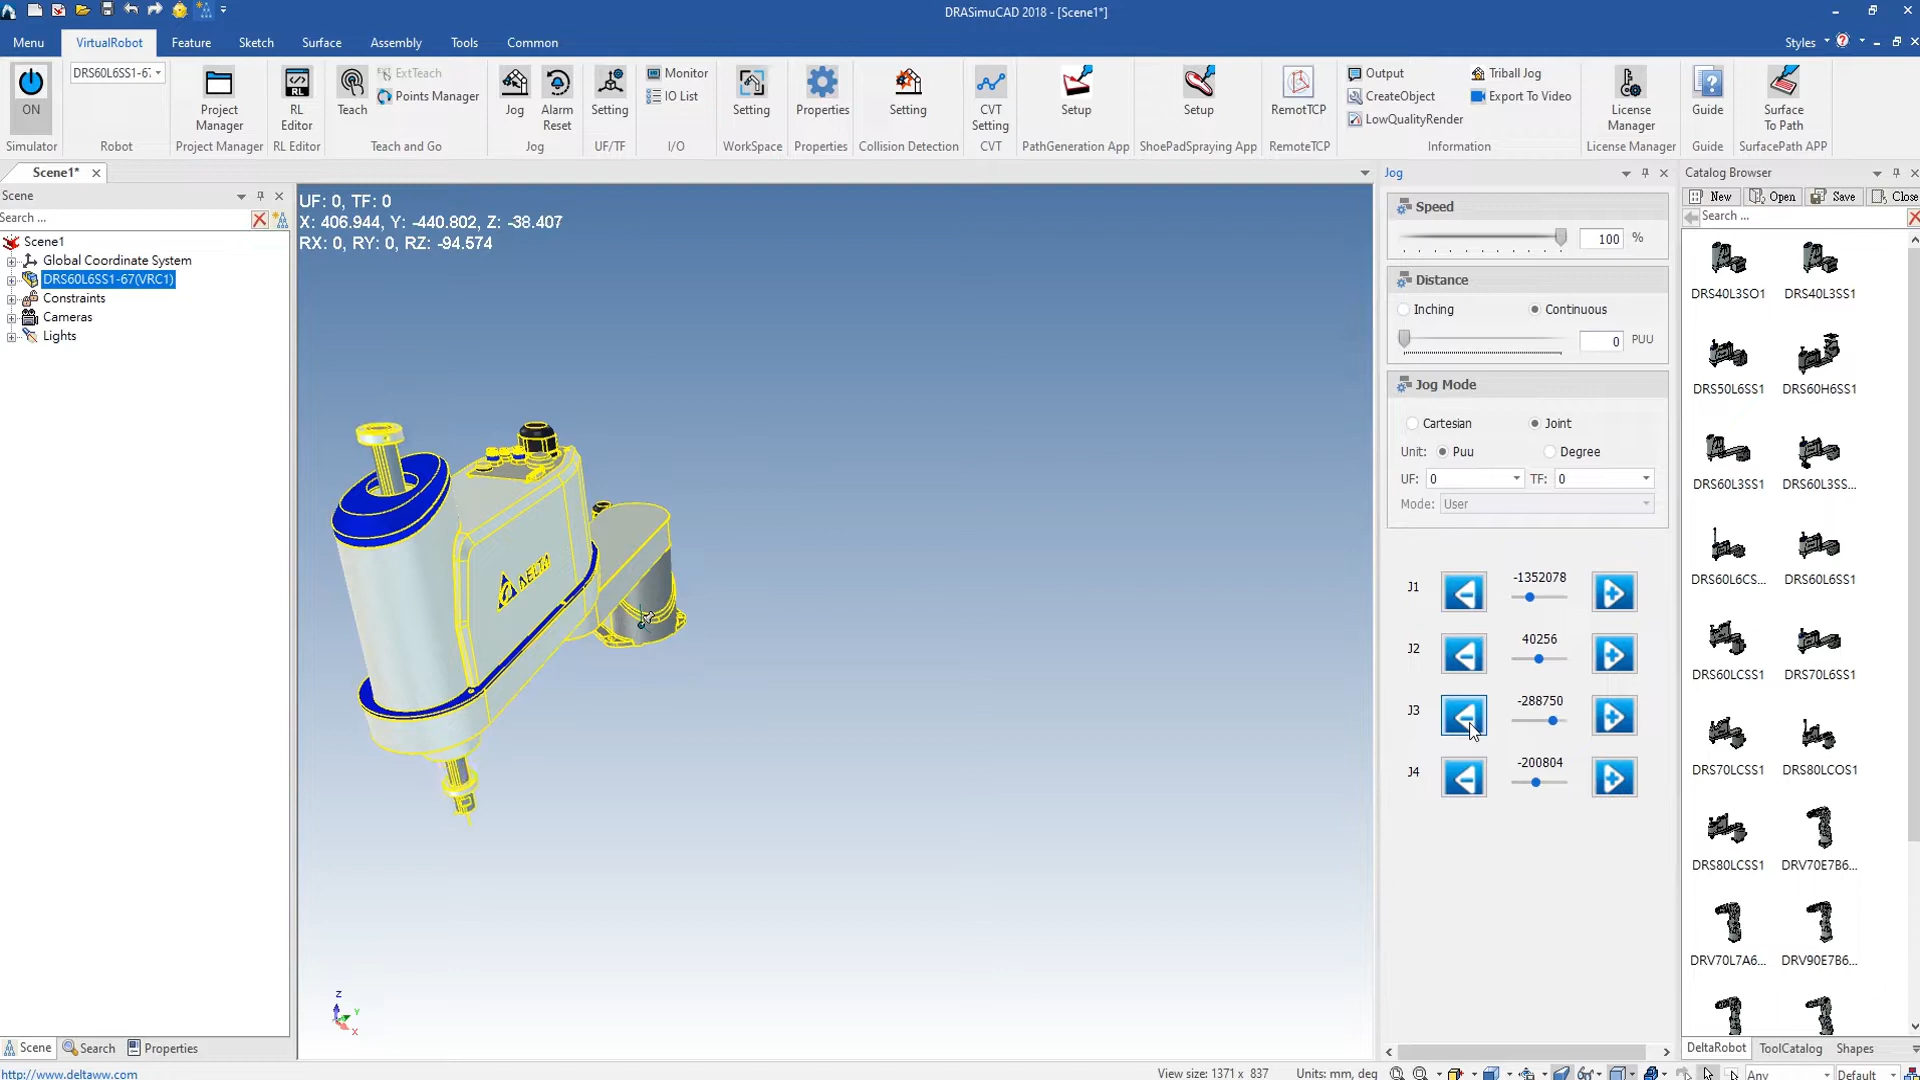 DRASimuCAD 2018 - [Scene1*]
Menu VirtualRobot Feature Sketch Surface Assembly Tools Common Styles
ON Simulator
DRS60L6SS1-6 Robot
Project Manager Project Manager
RL Editor RL Editor
Teach ExtTeach Points Manager Teach and Go
Jog Alarm Reset Jog
Setting UF/TF
Monitor IO List I/O
Setting WorkSpace
Properties Properties
Setting Collision Detection
CVT Setting CVT
Setup PathGeneration App
Setup ShoePadSpraying App
RemotTCP RemoteTCP
Output CreateObject LowQualityRender Triball Jog Export To Video Information
License Manager License Manager
Guide Guide
Surface To Path SurfacePath APP
Scene1*
Scene
Search ...
Scene1
Global Coordinate System
DRS60L6SS1-67(VRC1)
Constraints
Cameras
Lights
Scene Search Properties
http://www.deltaww.com
UF: 0, TF: 0
X: 406.944, Y: -440.802, Z: -38.407
RX: 0, RY: 0, RZ: -94.574
DELTA
Z
Y
X
Jog
Speed
100 %
Distance
Inching Continuous
0 PUU
Jog Mode
Cartesian Joint
Unit: Puu Degree
UF: 0 TF: 0
Mode: User
J1 -1352078
J2 40256
J3 -288750
J4 -200804
Catalog Browser
New Open Save Close
Search ...
DRS40L3SO1 DRS40L3SS1
DRS50L6SS1 DRS60H6SS1
DRS60L3SS1 DRS60L3SS...
DRS60L6CS... DRS60L6SS1
DRS60LCSS1 DRS70L6SS1
DRS70LCSS1 DRS80LCOS1
DRS80LCSS1 DRV70E7B6...
DRV70L7A6... DRV90E7B6...
DeltaRobot ToolCatalog Shapes
View size: 1371 x 837 Units: mm, deg Any Default